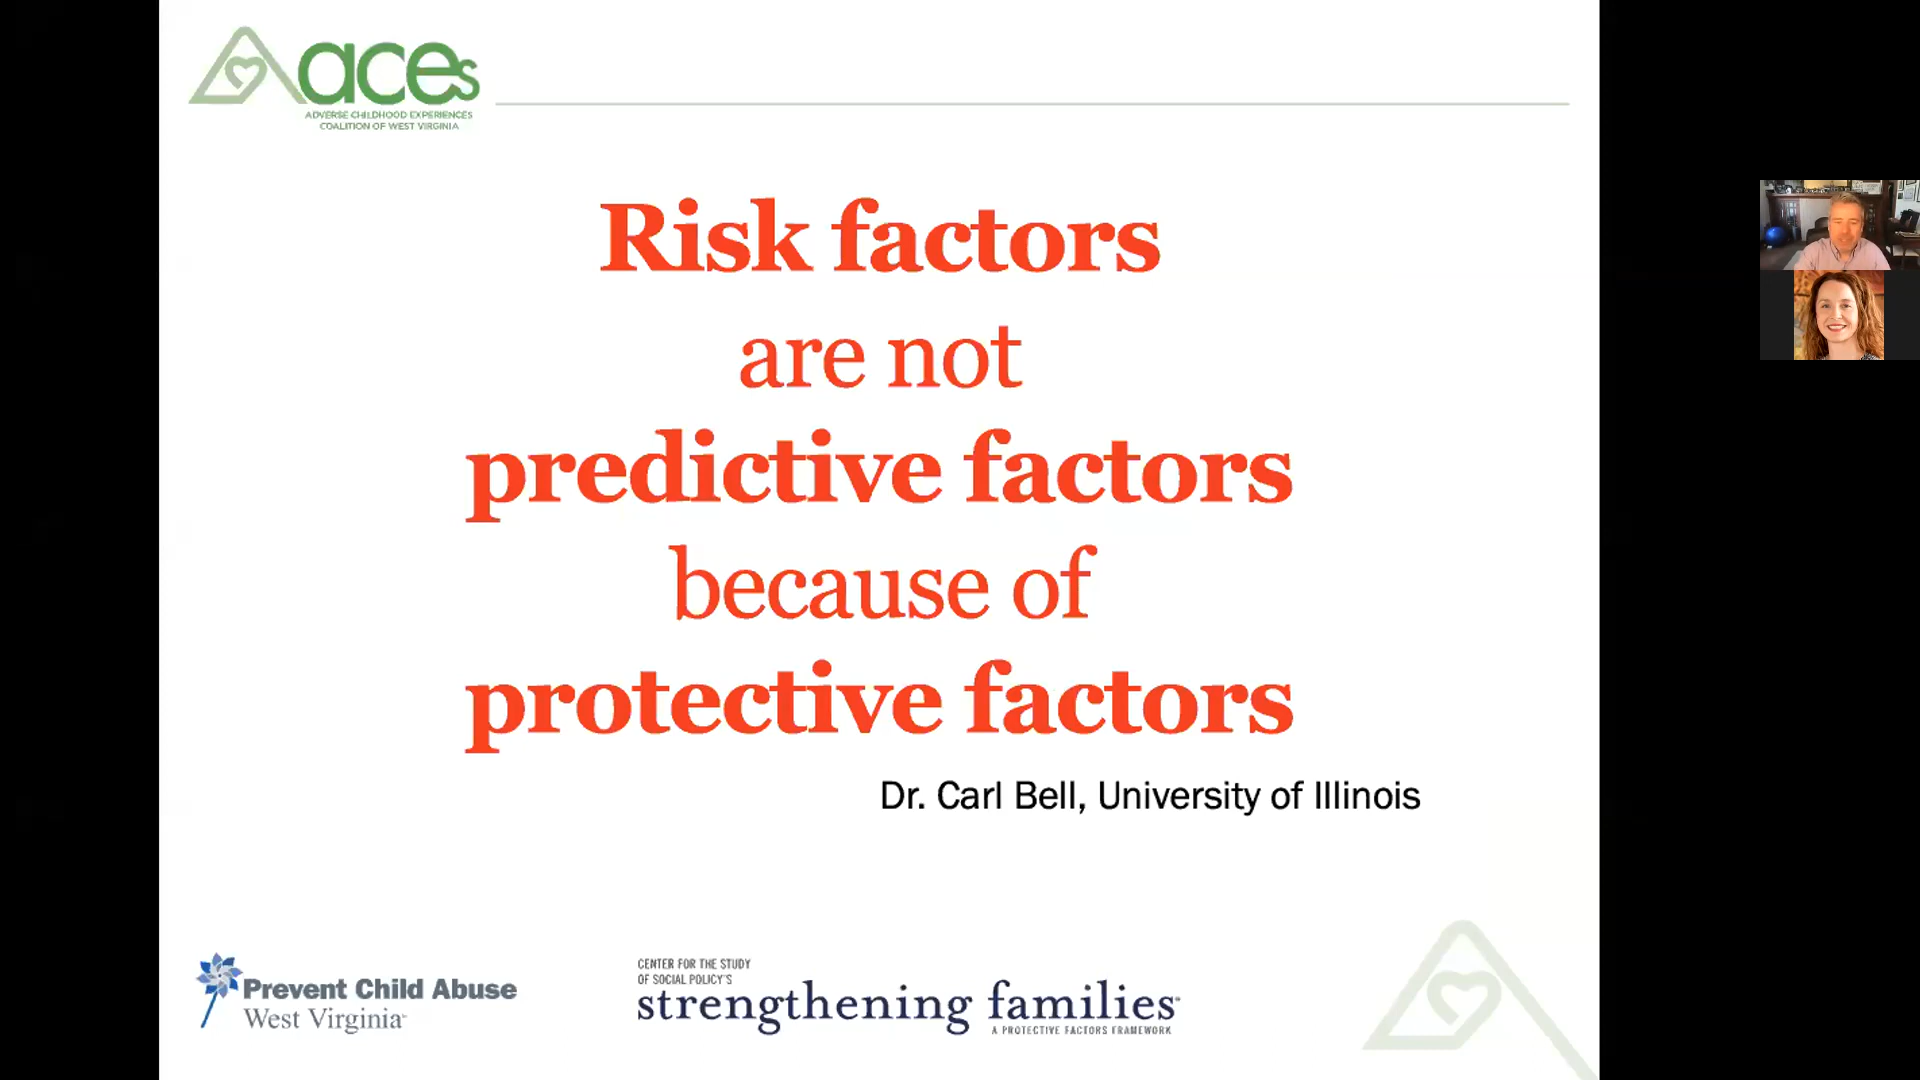 aces
ADVERSE CHILDHOOD EXPERIENCES
COALITION OF WEST VIRGINIA
Risk factors
are not
predictive factors
because of
protective factors
Dr. Carl Bell, University of Illinois
Prevent Child Abuse
West Virginia
CENTER FOR THE STUDY
OF SOCIAL POLICY'S
strengthening families
A PROTECTIVE FACTORS FRAMEWORK